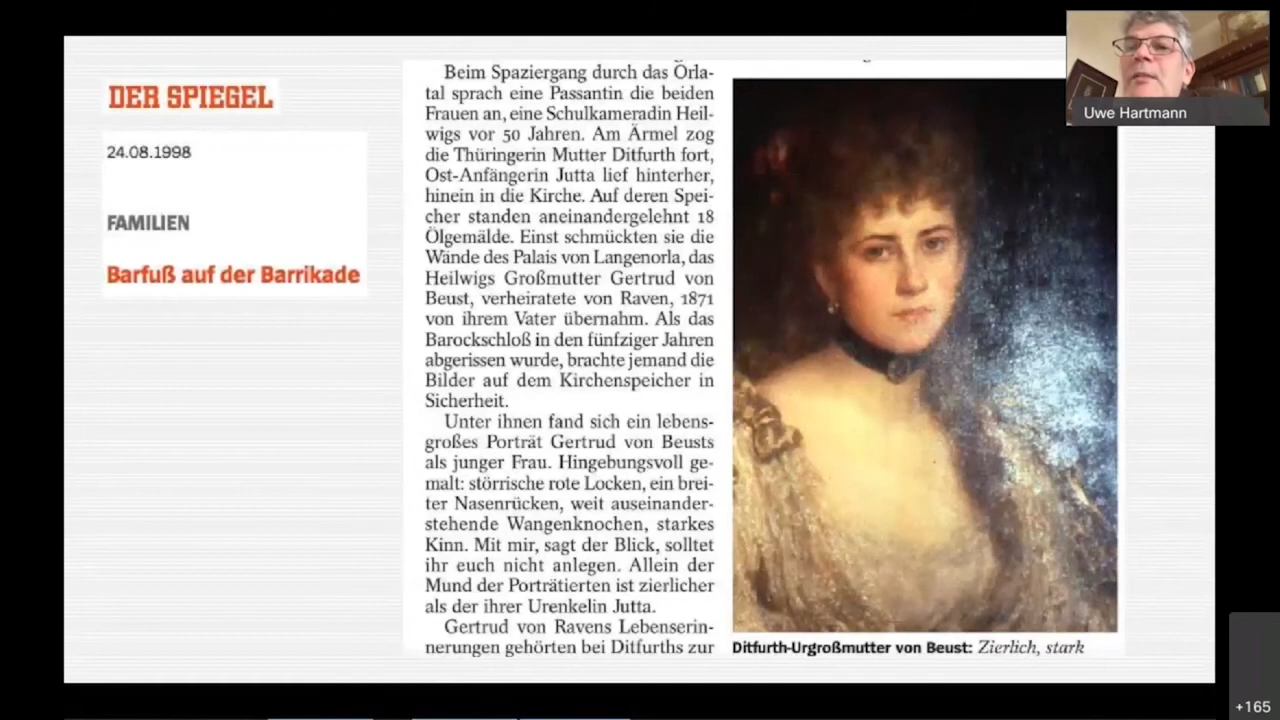 DER SPIEGEL
24.08.1998
FAMILIEN
Barfuß auf der Barrikade
Beim Spaziergang durch das Orla-
tal sprach eine Passantin die beiden
Frauen an, eine Schulkameradin Heil-
wigs vor 50 Jahren. Am Ärmel zog
die Thüringerin Mutter Ditfurth fort,
Ost-Anfängerin Jutta lief hinterher,
hinein in die Kirche. Auf deren Spei-
cher standen aneinandergelehnt 18
Ölgemälde. Einst schmückten sie die
Wände des Palais von Langenorla, das
Heilwigs Großmutter Gertrud von
Beust, verheiratete von Raven, 1871
von ihrem Vater übernahm. Als das
Barockschloß in den fünfziger Jahren
abgerissen wurde, brachte jemand die
Bilder auf dem Kirchenspeicher in
Sicherheit.
Unter ihnen fand sich ein lebens-
großes Porträt Gertrud von Beusts
als junger Frau. Hingebungsvoll ge-
malt: störrische rote Locken, ein brei-
ter Nasenrücken, weit auseinander-
stehende Wangenknochen, starkes
Kinn. Mit mir, sagt der Blick, solltet
ihr euch nicht anlegen. Allein der
Mund der Porträtierten ist zierlicher
als der ihrer Urenkelin Jutta.
Gertrud von Ravens Lebenserin-
nerungen gehörten bei Ditfurths zur
Ditfurth-Urgroßmutter von Beust: Zierlich, stark
Uwe Hartmann
+165